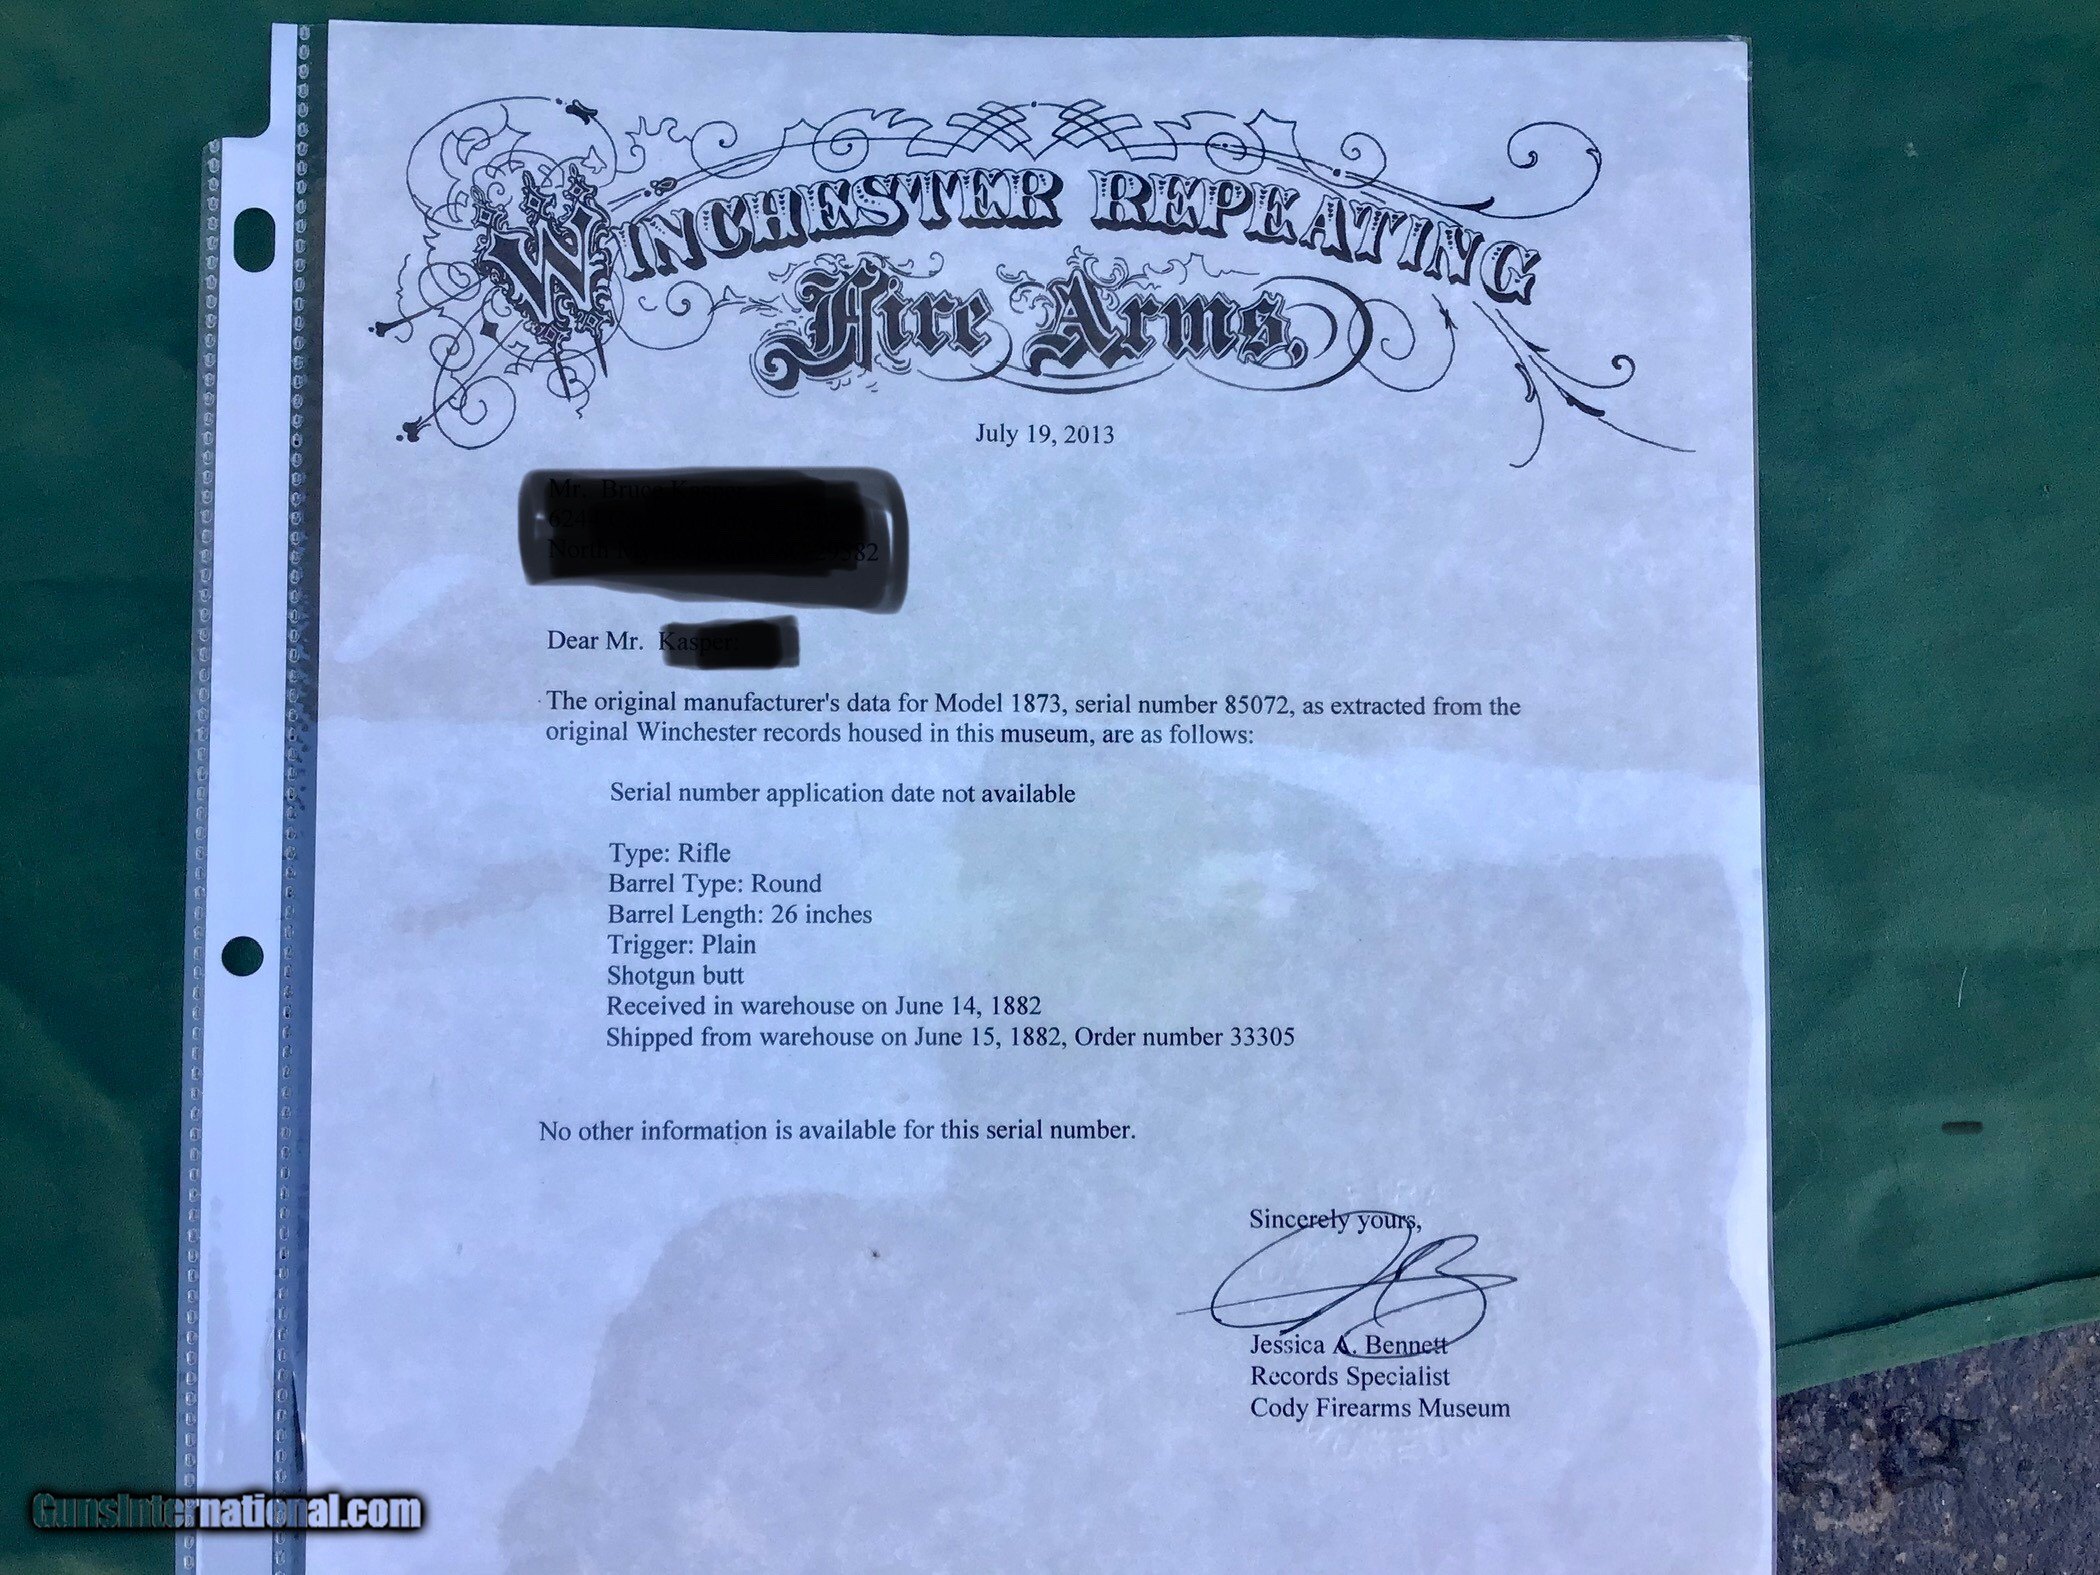 WINCHESTER REPEATING
Fire Arms,
July 19, 2013
Dear Mr.
The original manufacturer's data for Model 1873, serial number 85072, as extracted from the
original Winchester records housed in this museum, are as follows:
Serial number application date not available
Type: Rifle
Barrel Type: Round
Barrel Length: 26 inches
Trigger: Plain
Shotgun butt
Received in warehouse on June 14, 1882
Shipped from warehouse on June 15, 1882, Order number 33305
No other information is available for this serial number.
Sincerely yours,
Jessica A. Bennett
Records Specialist
Cody Firearms Museum
GunsInternational.com